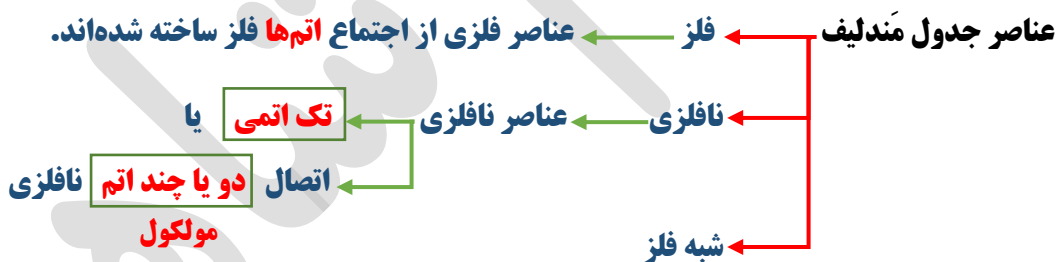 عناصر جدول مَندلیف فلز عناصر فلزی از اجتماع اتم‌ها فلز ساخته شده‌اند.
نافلزی عناصر نافلزی تک اتمی یا
اتصال دو یا چند اتم نافلزی
مولکول
شبه فلز